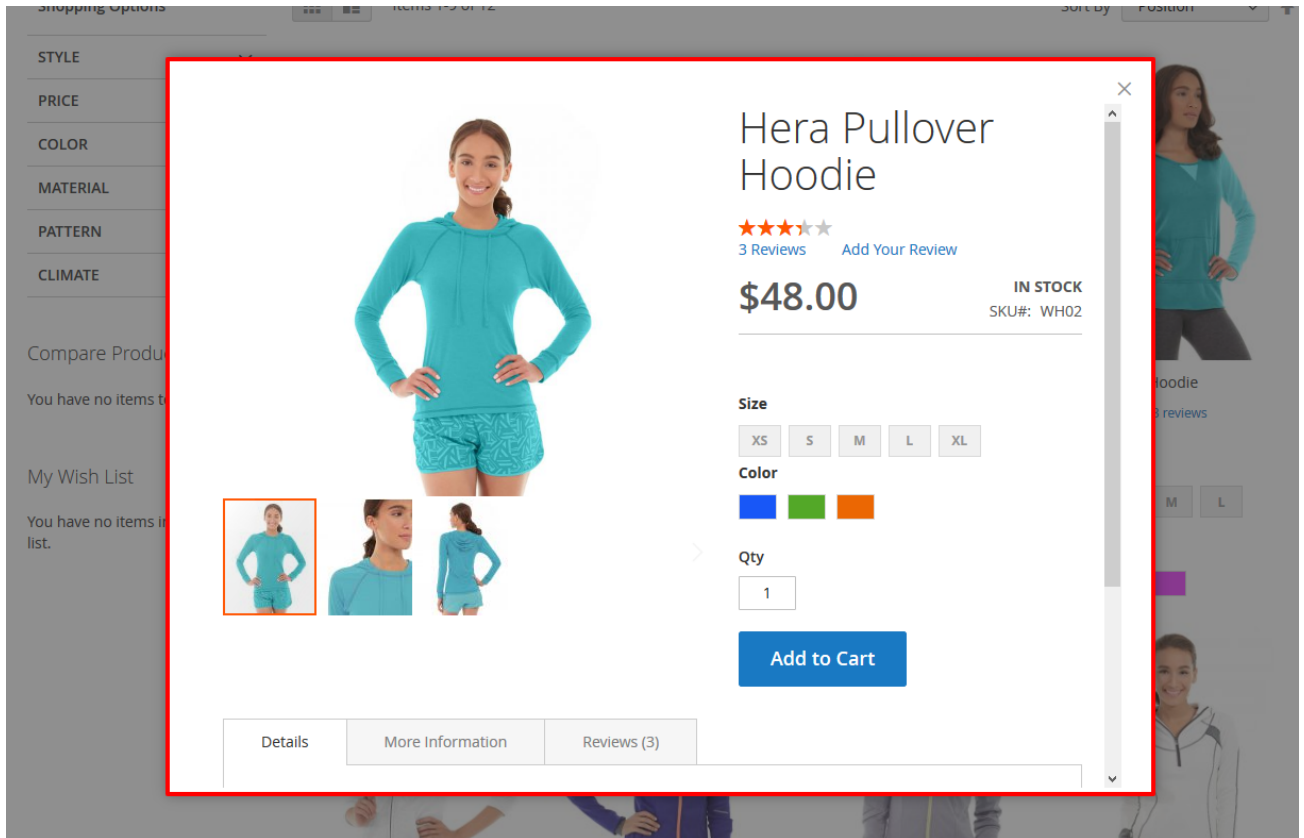 Shopping Options
Items 1-9 of 12
Sort By Position
STYLE
PRICE
COLOR
MATERIAL
PATTERN
CLIMATE
Compare
You have no items
My Wish List
You have no items
list.
Hera Pullover
Hoodie
3 Reviews Add Your Review
$48.00
IN STOCK
SKU#: WH02
Size
XS S M L XL
Color
Qty
1
Add to Cart
Details More Information Reviews (3)
reviews
M L